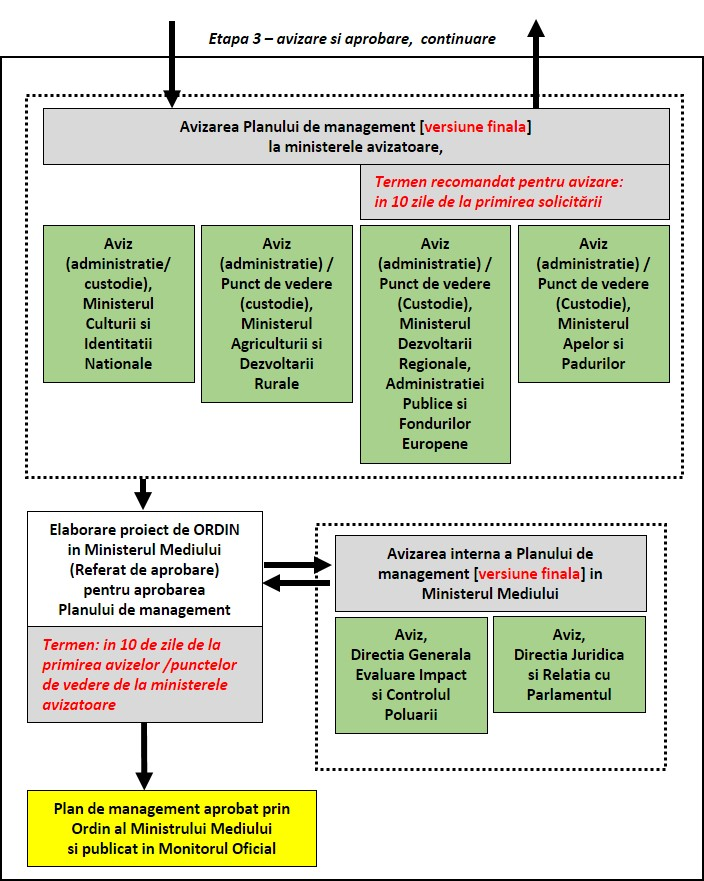 Etapa 3 – avizare si aprobare, continuare
Avizarea Planului de management [versiune finala]
la ministerele avizatoare,
Termen recomandat pentru avizare:
in 10 zile de la primirea solicitării
Aviz
(administratie/
custodie),
Ministerul
Culturii si
Identitatii
Nationale
Aviz
(administratie) /
Punct de vedere
(custodie),
Ministerul
Agriculturii si
Dezvoltarii
Rurale
Aviz
(administratie) /
Punct de vedere
(Custodie),
Ministerul
Dezvoltarii
Regionale,
Administratiei
Publice si
Fondurilor
Europene
Aviz
(administratie) /
Punct de vedere
(Custodie),
Ministerul
Apelor si
Padurilor
Elaborare proiect de ORDIN
in Ministerul Mediului
(Referat de aprobare)
pentru aprobarea
Planului de management
Termen: in 10 de zile de la
primirea avizelor /punctelor
de vedere de la ministerele
avizatoare
Avizarea interna a Planului de
management [versiune finala] in
Ministerul Mediului
Aviz,
Directia Generala
Evaluare Impact
si Controlul
Poluarii
Aviz,
Directia Juridica
si Relatia cu
Parlamentul
Plan de management aprobat prin
Ordin al Ministrului Mediului
si publicat in Monitorul Oficial